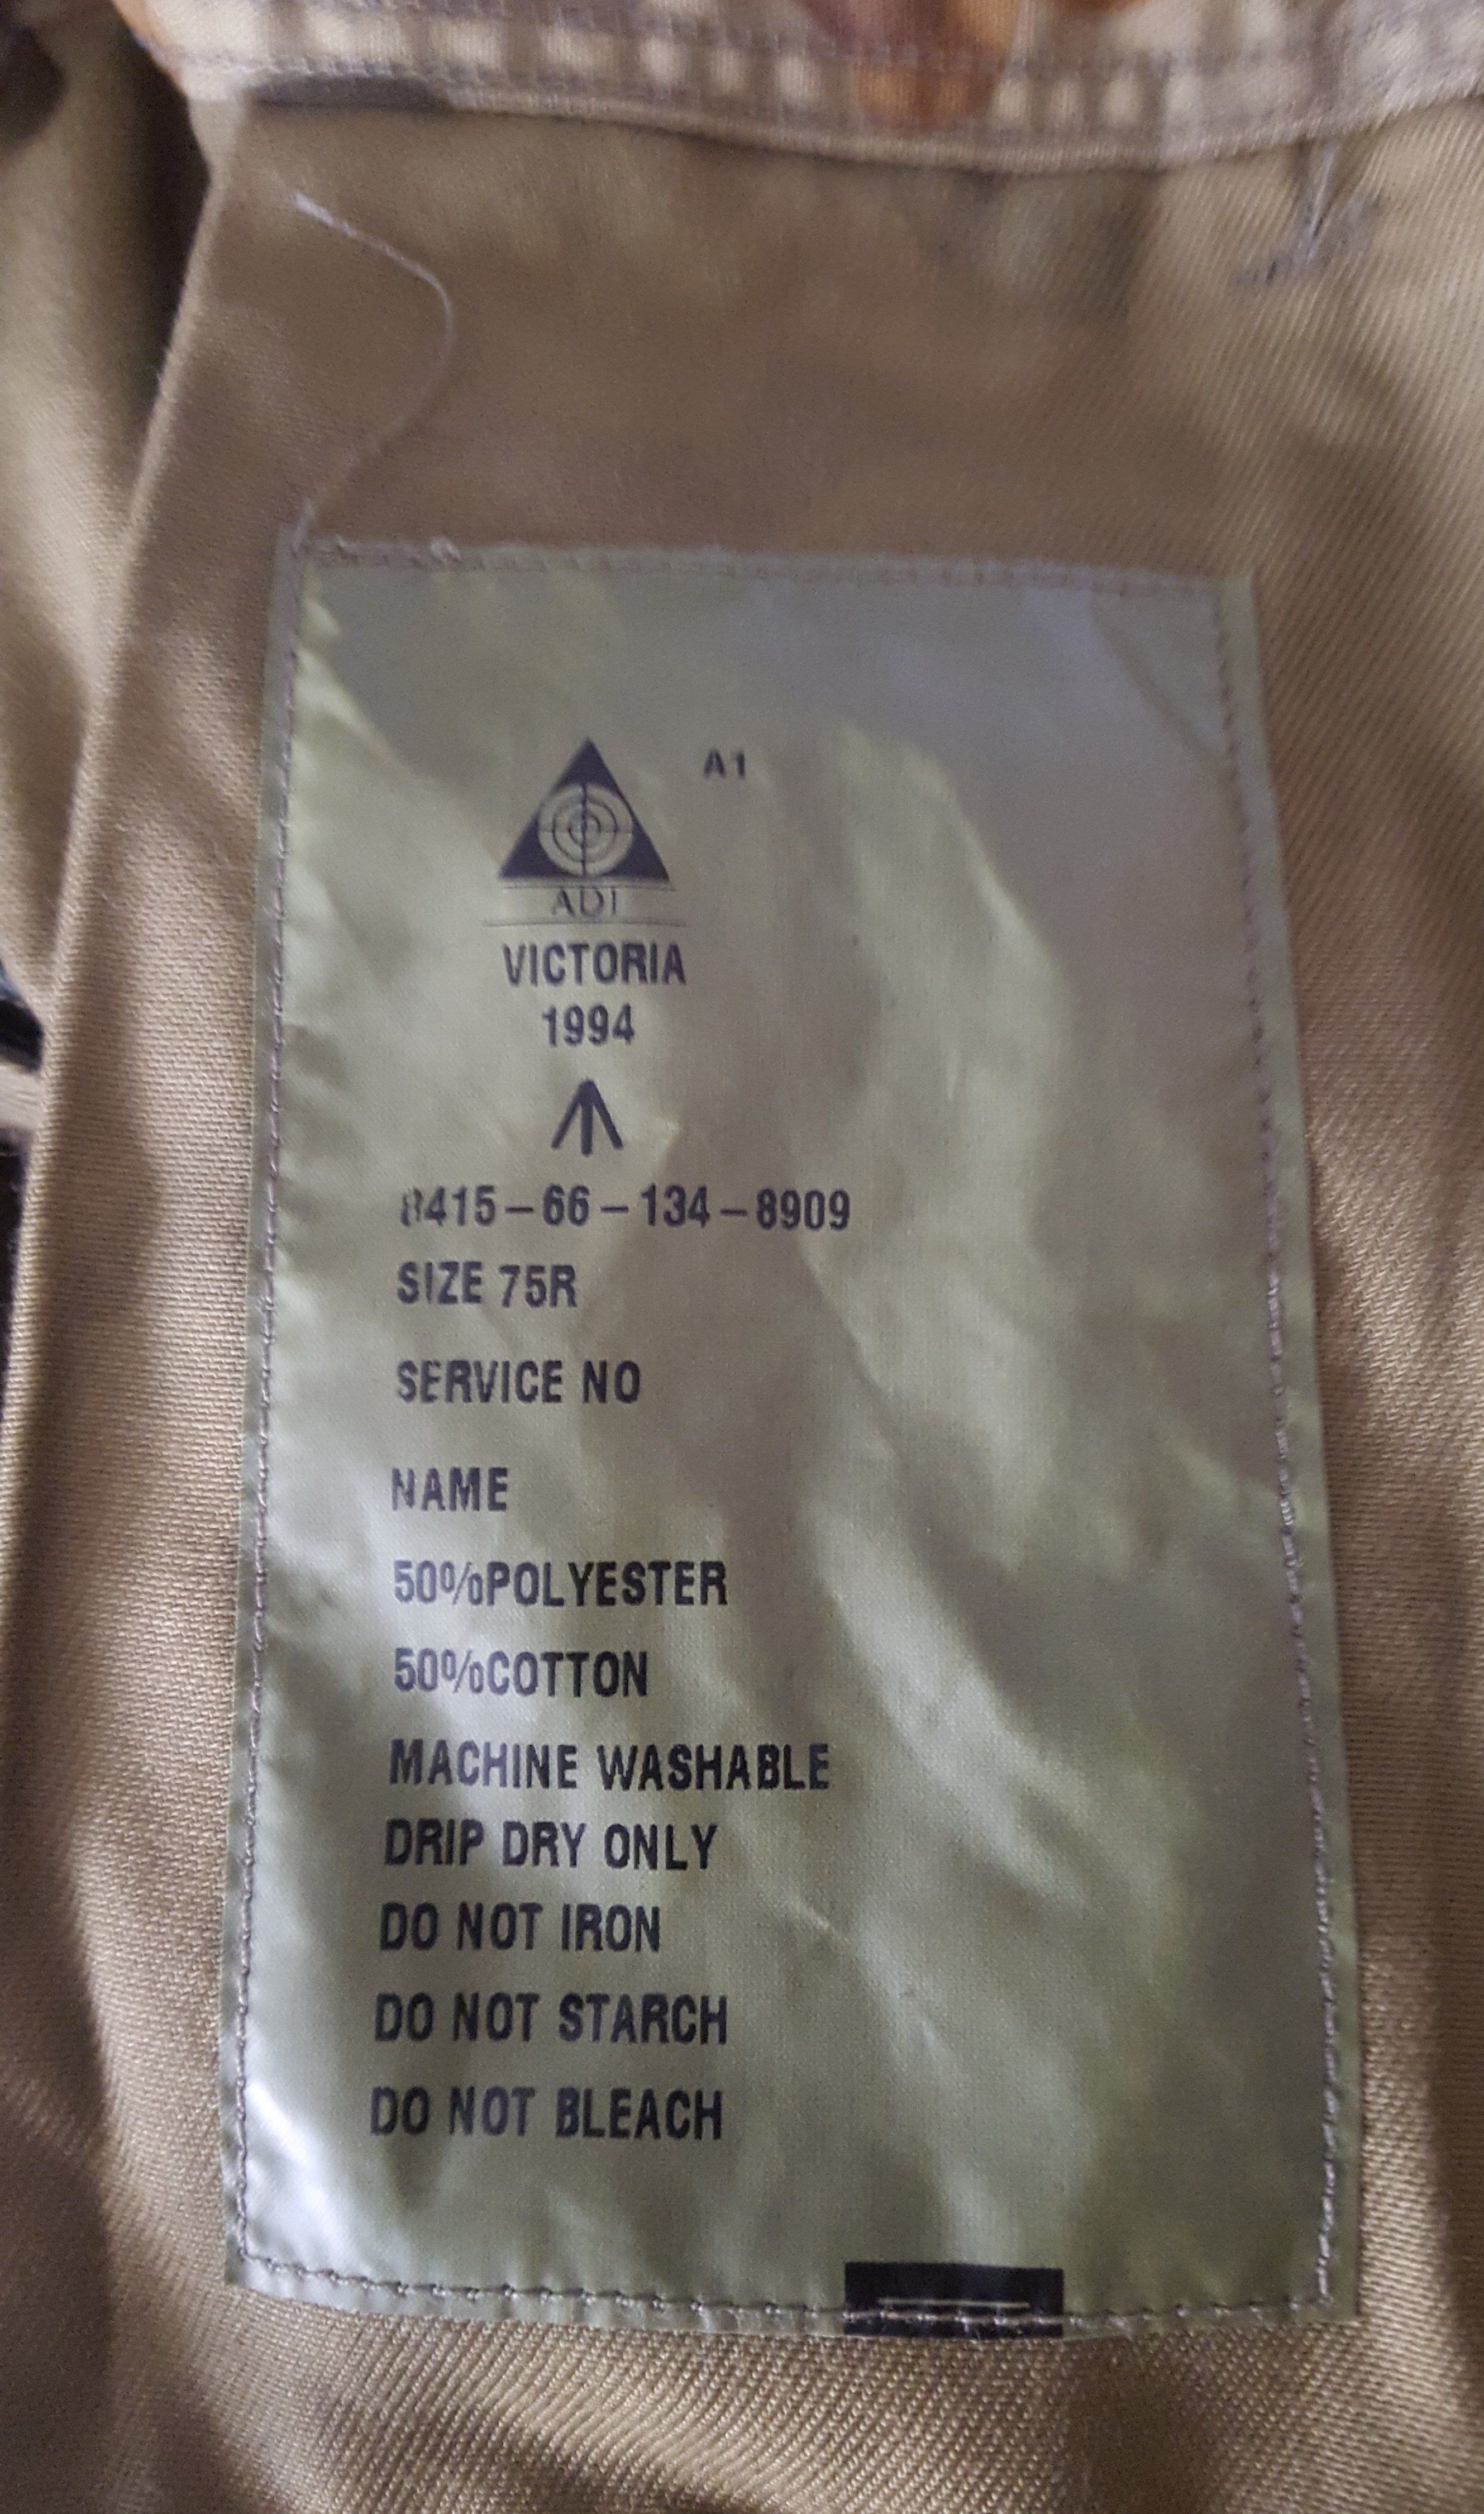 A1
ADI
VICTORIA
1994
8415-66-134-8909
SIZE 75R
SERVICE NO
NAME
50%POLYESTER
50%COTTON
MACHINE WASHABLE
DRIP DRY ONLY
DO NOT IRON
DO NOT STARCH
DO NOT BLEACH